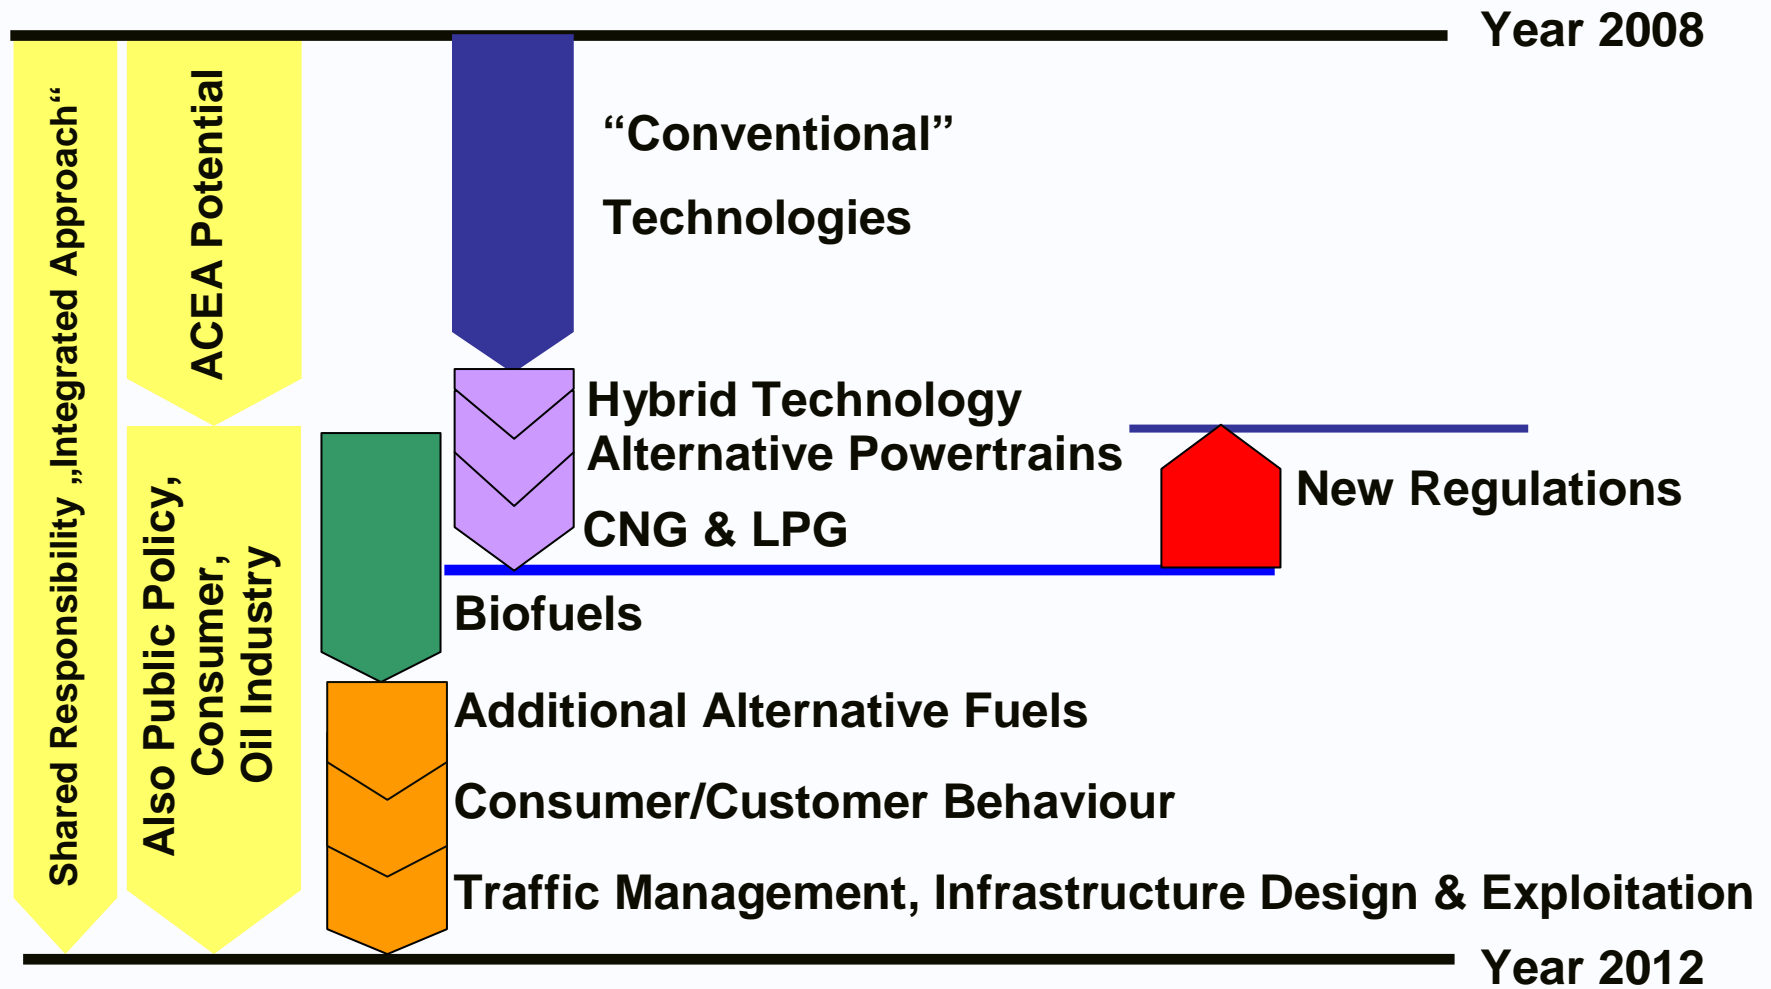 Year 2008
Shared Responsibility „Integrated Approach“
ACEA Potential
“Conventional”
Technologies
Hybrid Technology
Alternative Powertrains
CNG & LPG
New Regulations
Also Public Policy,
Consumer,
Oil Industry
Biofuels
Additional Alternative Fuels
Consumer/Customer Behaviour
Traffic Management, Infrastructure Design & Exploitation
Year 2012